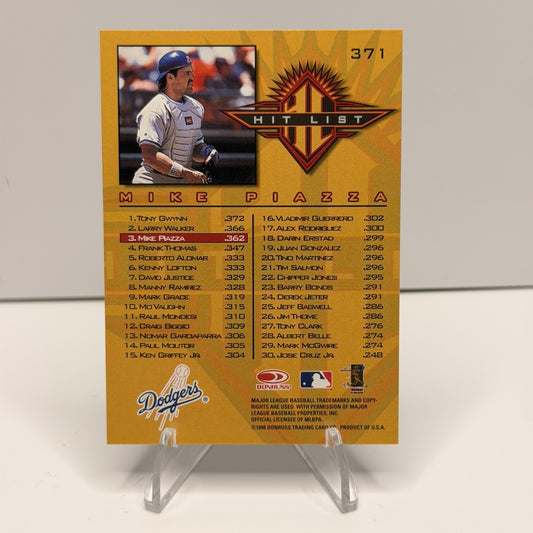 371
HL
HIT LIST
MIKE PIAZZA
1. TONY GWYNN .372
2. LARRY WALKER .366
3. MIKE PIAZZA .362
4. FRANK THOMAS .347
5. ROBERTO ALOMAR .333
6. KENNY LOFTON .333
7. DAVID JUSTICE .329
8. MANNY RAMIREZ .328
9. MARK GRACE .319
10. MO VAUGHN .315
11. RAUL MONDESI .310
12. CRAIG BIGGIO .309
13. NOMAR GARCIAPARRA .306
14. PAUL MOLITOR .305
15. KEN GRIFFEY JR. .304
16. VLADIMIR GUERRERO .302
17. ALEX RODRIGUEZ .300
18. DARIN ERSTAD .299
19. JUAN GONZALEZ .296
20. TINO MARTINEZ .296
21. TIM SALMON .296
22. CHIPPER JONES .295
23. BARRY BONDS .291
24. DEREK JETER .291
25. JEFF BAGWELL .286
26. JIM THOME .286
27. TONY CLARK .276
28. ALBERT BELLE .274
29. MARK MCGWIRE .274
30. JOSE CRUZ JR. .248
Dodgers
DONRUSS
MAJOR LEAGUE BASEBALL TRADEMARKS AND COPY-
RIGHTS ARE USED WITH PERMISSION OF MAJOR
LEAGUE BASEBALL PROPERTIES, INC.
OFFICIAL LICENSEE OF MLBPA.
©1998 DONRUSS TRADING CARD CO. PRODUCT OF U.S.A.